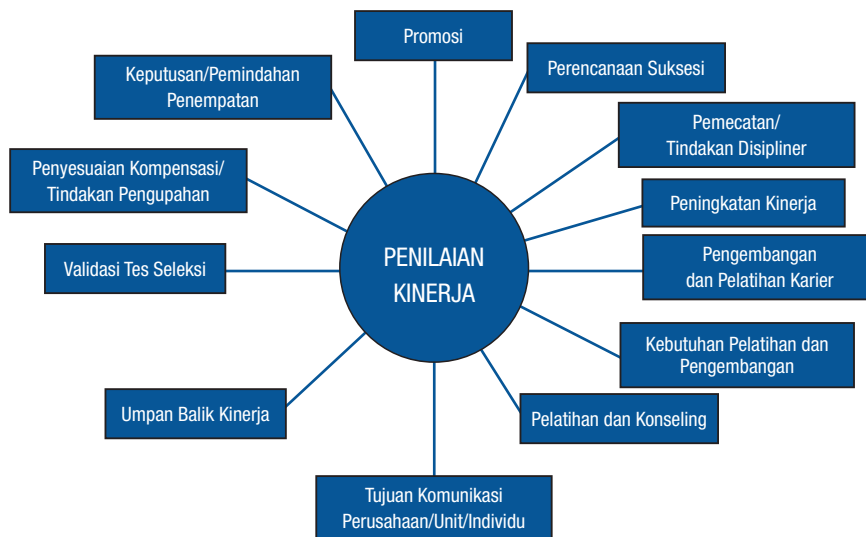 Promosi
Keputusan/Pemindahan
Penempatan
Perencanaan Suksesi
Pemecatan/
Tindakan Disipliner
Penyesuaian Kompensasi/
Tindakan Pengupahan
Peningkatan Kinerja
PENILAIAN
KINERJA
Validasi Tes Seleksi
Pengembangan
dan Pelatihan Karier
Kebutuhan Pelatihan dan
Pengembangan
Umpan Balik Kinerja
Pelatihan dan Konseling
Tujuan Komunikasi
Perusahaan/Unit/Individu